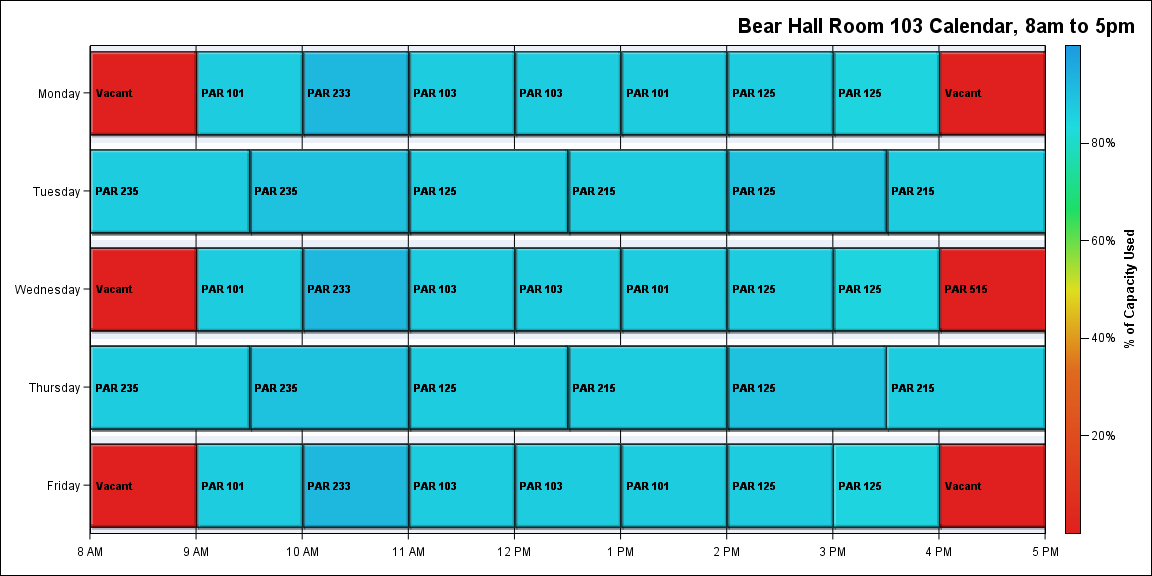 Bear Hall Room 103 Calendar, 8am to 5pm
Monday
Vacant
PAR 101
PAR 233
PAR 103
PAR 103
PAR 101
PAR 125
PAR 125
Vacant
Tuesday
PAR 235
PAR 235
PAR 125
PAR 215
PAR 125
PAR 215
Wednesday
Vacant
PAR 101
PAR 233
PAR 103
PAR 103
PAR 101
PAR 125
PAR 125
PAR 515
Thursday
PAR 235
PAR 235
PAR 125
PAR 215
PAR 125
PAR 215
Friday
Vacant
PAR 101
PAR 233
PAR 103
PAR 103
PAR 101
PAR 125
PAR 125
Vacant
8 AM
9 AM
10 AM
11 AM
12 PM
1 PM
2 PM
3 PM
4 PM
5 PM
80%
60%
40%
20%
% of Capacity Used